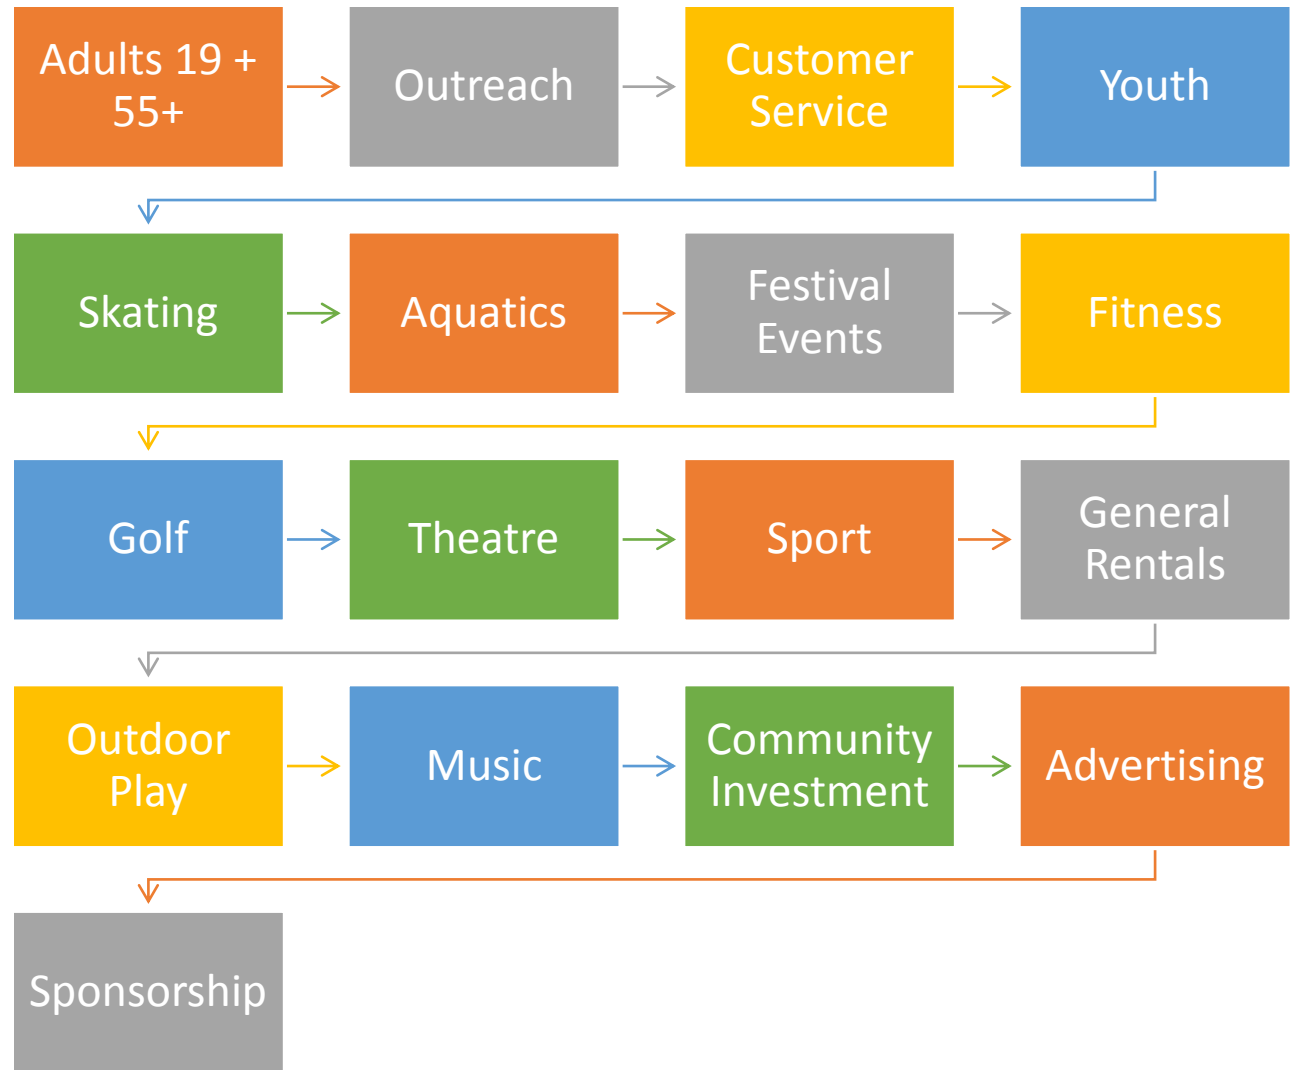 Adults 19 +
55+
Outreach
Customer
Service
Youth
Skating
Aquatics
Festival
Events
Fitness
Golf
Theatre
Sport
General
Rentals
Outdoor
Play
Music
Community
Investment
Advertising
Sponsorship